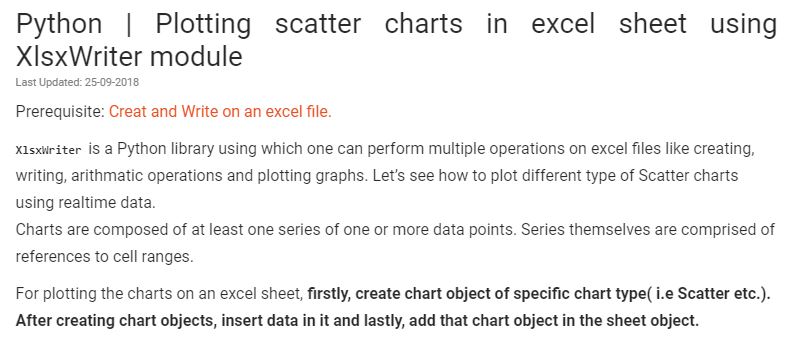 Python | Plotting scatter charts in excel sheet using
XlsxWriter module
Last Updated: 25-09-2018
Prerequisite: Creat and Write on an excel file.
XlsxWriter is a Python library using which one can perform multiple operations on excel files like creating,
writing, arithmatic operations and plotting graphs. Let’s see how to plot different type of Scatter charts
using realtime data.
Charts are composed of at least one series of one or more data points. Series themselves are comprised of
references to cell ranges.
For plotting the charts on an excel sheet, firstly, create chart object of specific chart type( i.e Scatter etc.).
After creating chart objects, insert data in it and lastly, add that chart object in the sheet object.